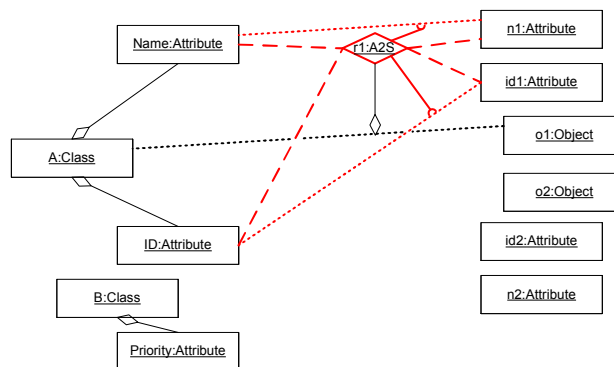 Name:Attribute
r1:A2S
n1:Attribute
id1:Attribute
A:Class
o1:Object
o2:Object
ID:Attribute
id2:Attribute
B:Class
n2:Attribute
Priority:Attribute